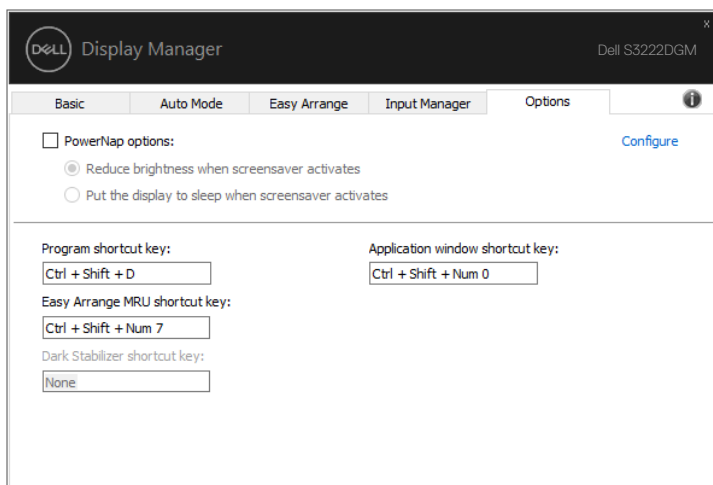 x
DELL Display Manager
Dell S3222DGM
Basic Auto Mode Easy Arrange Input Manager Options i
PowerNap options: Configure
Reduce brightness when screensaver activates
Put the display to sleep when screensaver activates
Program shortcut key: Application window shortcut key:
Ctrl + Shift + D Ctrl + Shift + Num 0
Easy Arrange MRU shortcut key:
Ctrl + Shift + Num 7
Dark Stabilizer shortcut key:
None